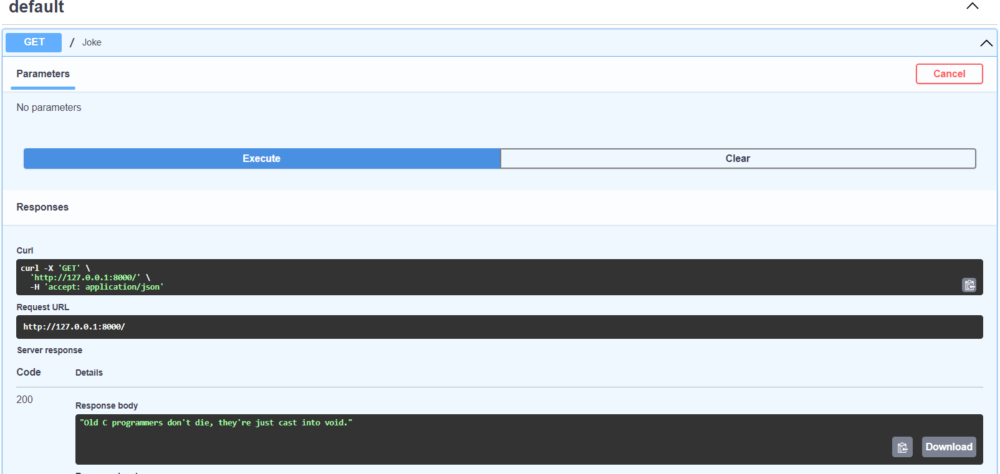 default
GET / Joke
Parameters
Cancel
No parameters
Execute
Clear
Responses
Curl
curl -X 'GET' \
'http://127.0.0.1:8000/' \
-H 'accept: application/json'
Request URL
http://127.0.0.1:8000/
Server response
Code Details
200
Response body
"Old C programmers don't die, they're just cast into void."
Download